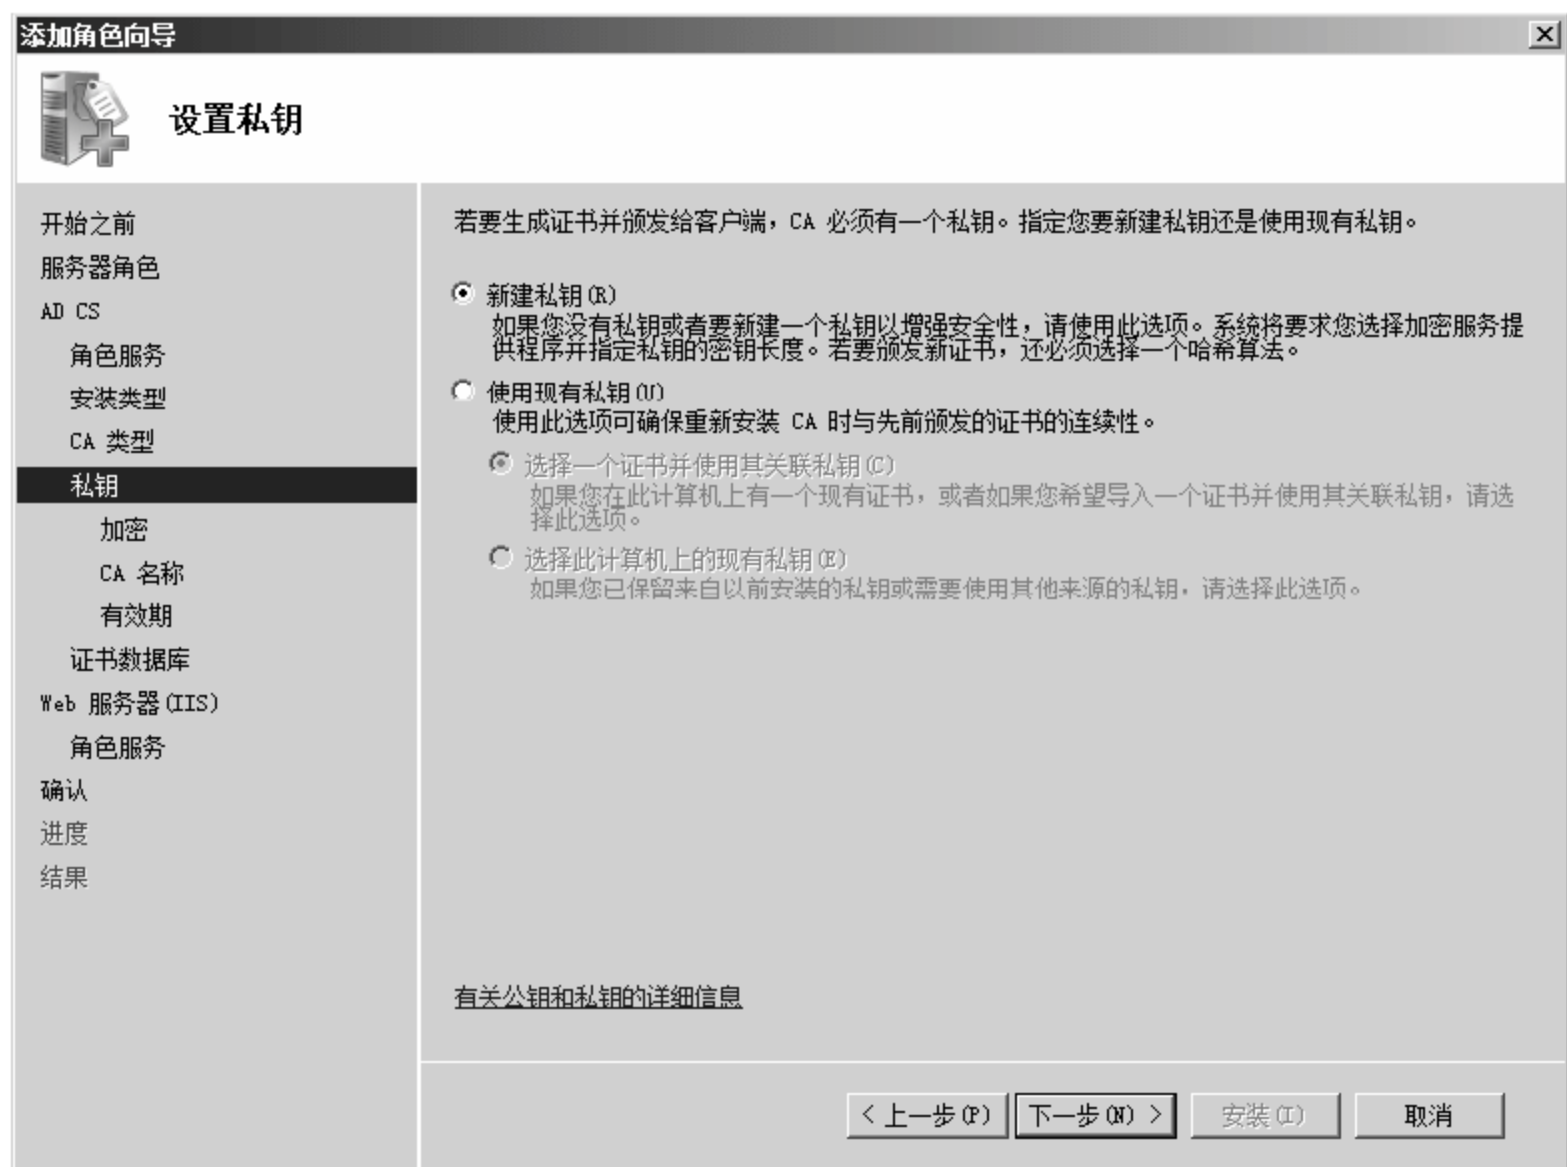 添加角色向导
设置私钥
开始之前
服务器角色
AD CS
角色服务
安装类型
CA 类型
私钥
加密
CA 名称
有效期
证书数据库
Web 服务器(IIS)
角色服务
确认
进度
结果
若要生成证书并颁发给客户端，CA 必须有一个私钥。指定您要新建私钥还是使用现有私钥。
新建私钥(R)
如果您没有私钥或者要新建一个私钥以增强安全性，请使用此选项。系统将要求您选择加密服务提
供程序并指定私钥的密钥长度。若要颁发新证书，还必须选择一个哈希算法。
使用现有私钥(U)
使用此选项可确保重新安装 CA 时与先前颁发的证书的连续性。
选择一个证书并使用其关联私钥(C)
如果您在此计算机上有一个现有证书，或者如果您希望导入一个证书并使用其关联私钥，请选
择此选项。
选择此计算机上的现有私钥(E)
如果您已保留来自以前安装的私钥或需要使用其他来源的私钥，请选择此选项。
有关公钥和私钥的详细信息
< 上一步(P)
下一步(N) >
安装(I)
取消